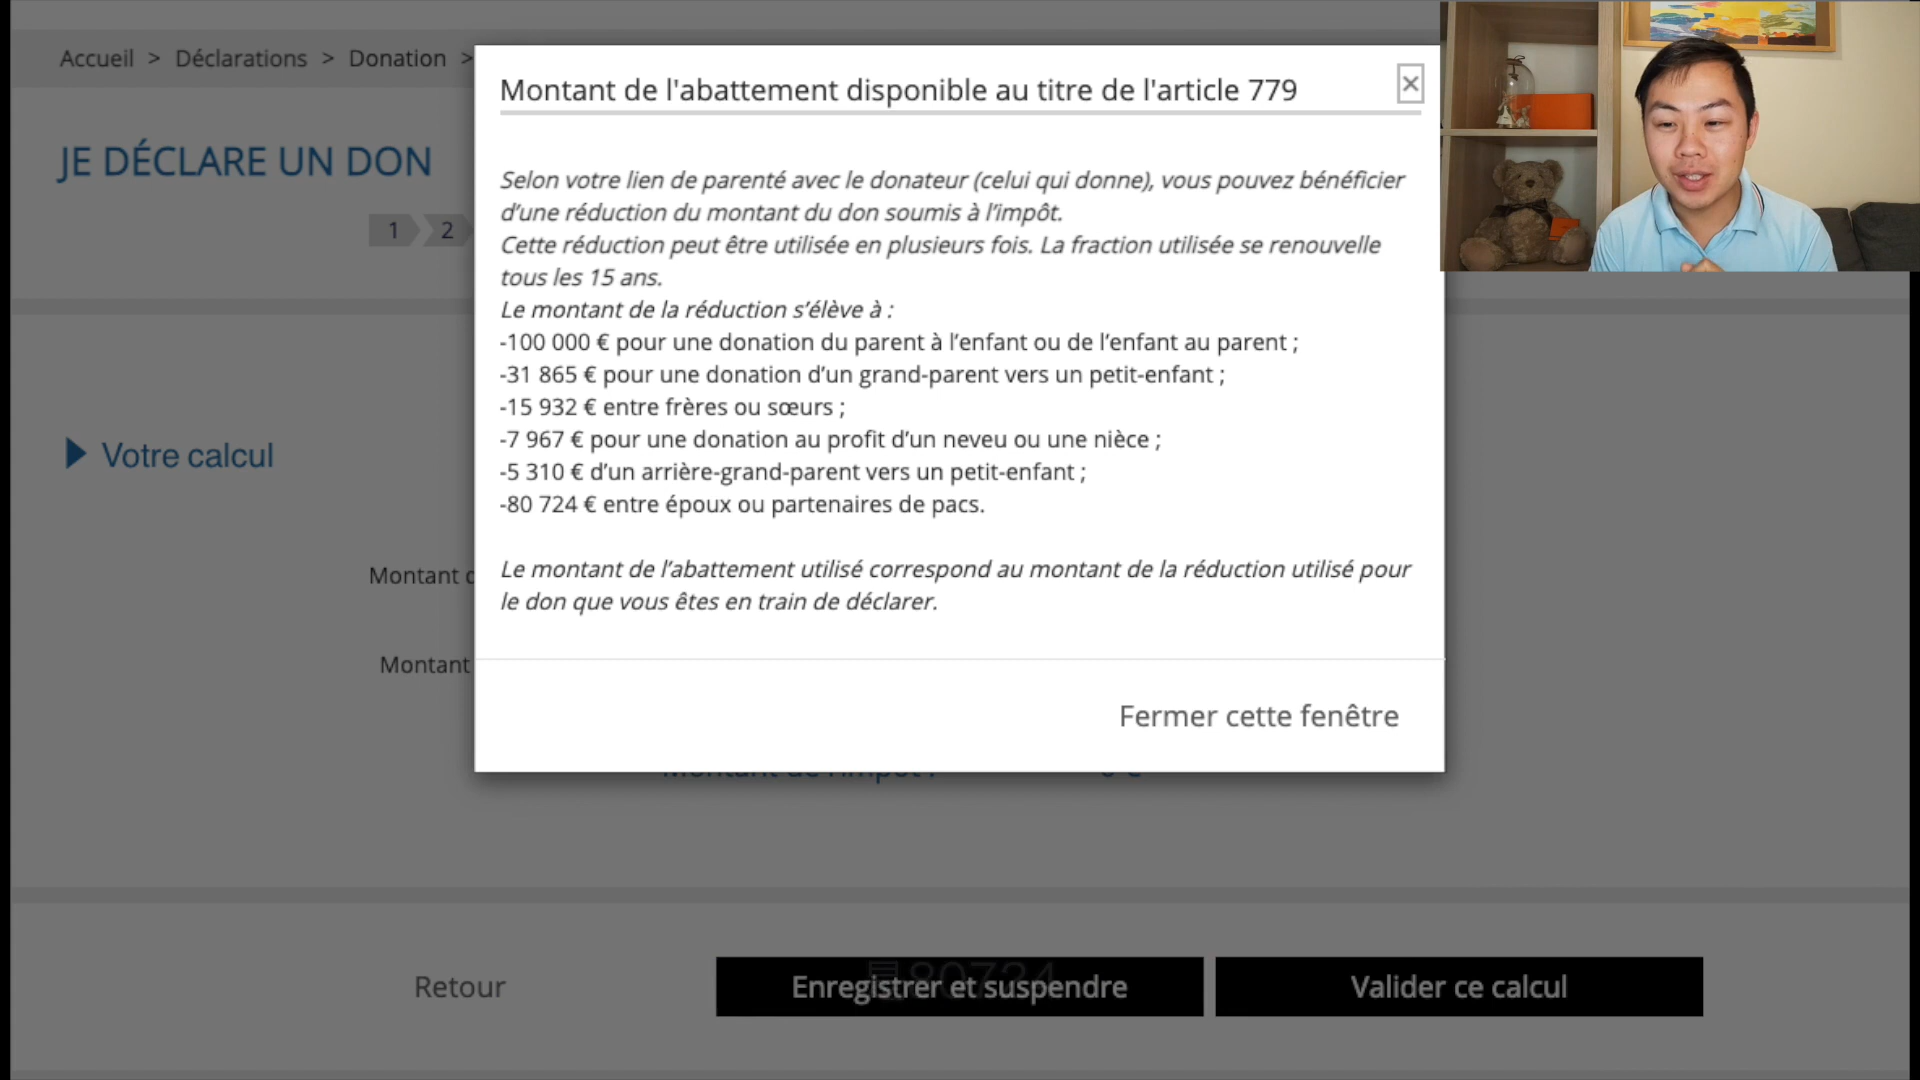 Accueil > Déclarations > Donation >
JE DÉCLARE UN DON
1 2
Votre calcul
Montant
Montant
Montant de l'abattement disponible au titre de l'article 779
Selon votre lien de parenté avec le donateur (celui qui donne), vous pouvez bénéficier
d'une réduction du montant du don soumis à l'impôt.
Cette réduction peut être utilisée en plusieurs fois. La fraction utilisée se renouvelle
tous les 15 ans.
Le montant de la réduction s'élève à :
-100 000 € pour une donation du parent à l'enfant ou de l'enfant au parent ;
-31 865 € pour une donation d'un grand-parent vers un petit-enfant ;
-15 932 € entre frères ou sœurs ;
-7 967 € pour une donation au profit d'un neveu ou une nièce ;
-5 310 € d'un arrière-grand-parent vers un petit-enfant ;
-80 724 € entre époux ou partenaires de pacs.
Le montant de l'abattement utilisé correspond au montant de la réduction utilisé pour
le don que vous êtes en train de déclarer.
Fermer cette fenêtre
Montant de l'impôt : 0 €
Retour
Enregistrer et suspendre
80724
Valider ce calcul